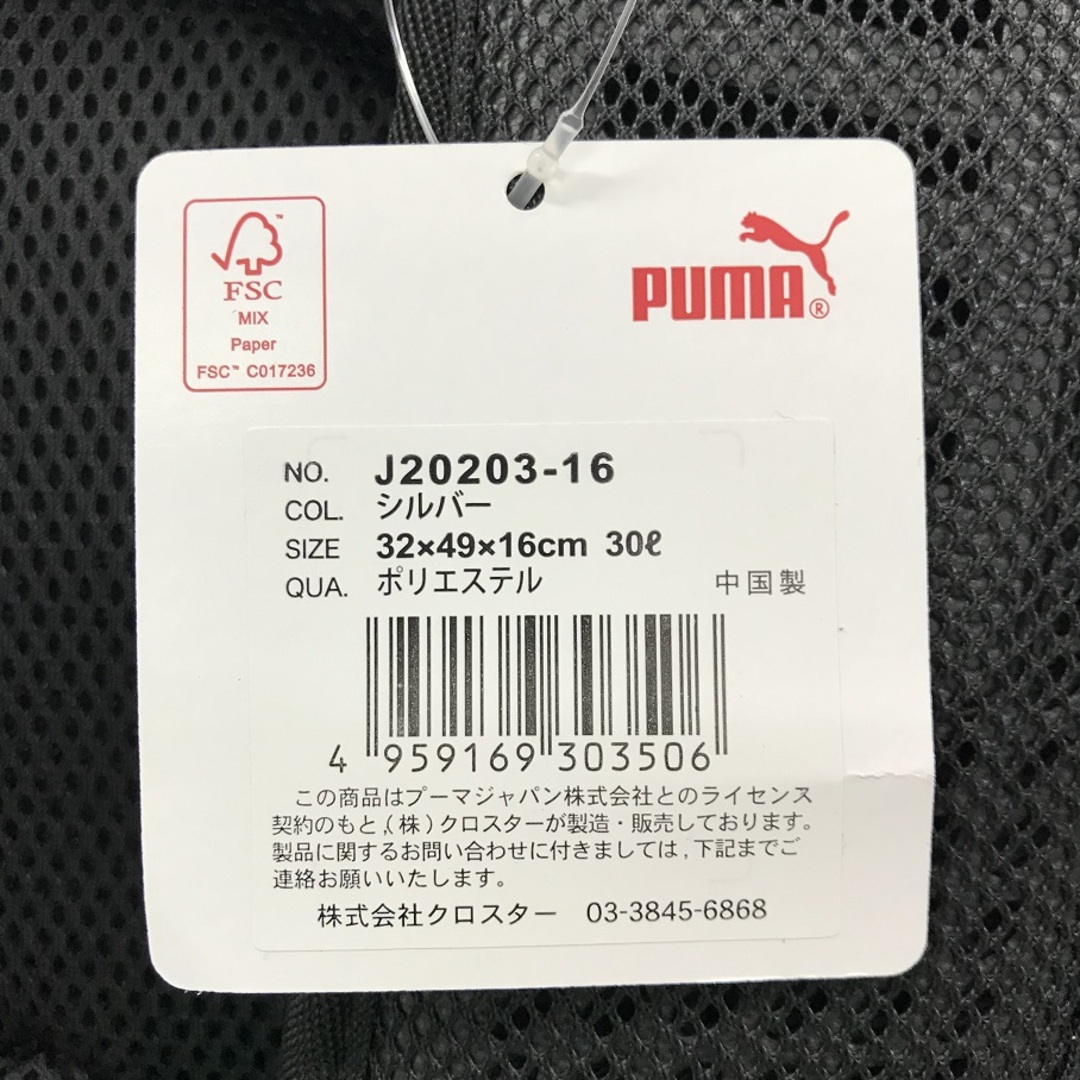 FSC™
MIX
Paper
FSC™ C017236
PUMA®
NO. J20203-16
COL. シルバー
SIZE 32×49×16cm 30ℓ
QUA. ポリエステル 中国製
4 959169 303506
この商品はプーマジャパン株式会社とのライセンス
契約のもと,(株)クロスターが製造・販売しております。
製品に関するお問い合わせに付きましては,下記までご
連絡お願いいたします。
株式会社クロスター 03-3845-6868